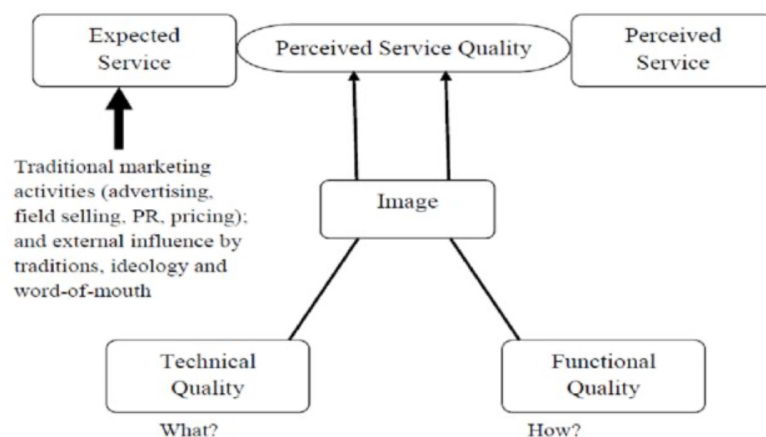 Expected
Service
Perceived Service Quality
Perceived
Service
Traditional marketing
activities (advertising,
field selling, PR, pricing);
and external influence by
traditions, ideology and
word-of-mouth
Image
Technical
Quality
Functional
Quality
What?
How?